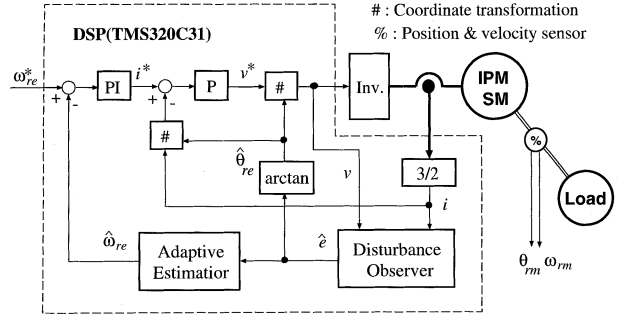 DSP(TMS320C31)
# : Coordinate transformation
% : Position & velocity sensor
ω*re
+
-
PI
i*
+
-
P
v*
#
Inv.
IPM
SM
#
θ̂re
arctan
v
3/2
%
Load
i
ω̂re
Adaptive
Estimatior
ê
Disturbance
Observer
θrm ωrm